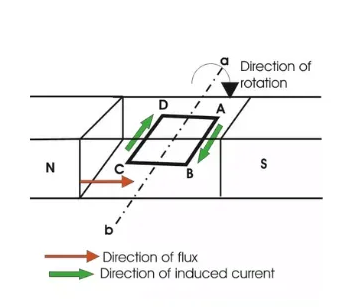 a
Direction of
rotation
D
A
N
C
B
S
b
Direction of flux
Direction of induced current